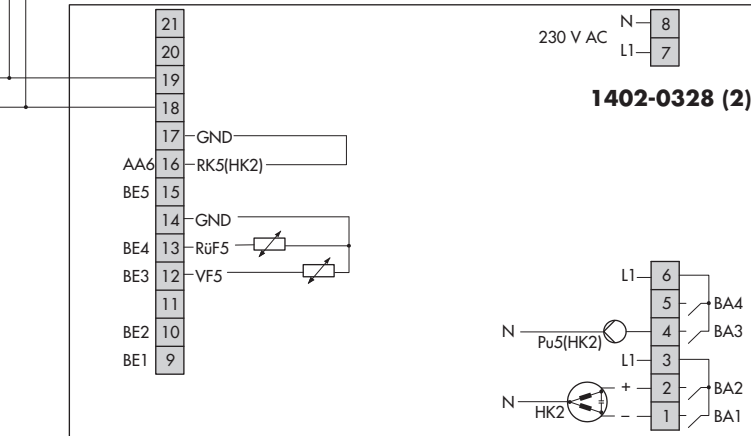 21
20
19
18
17 GND
AA6 16 RK5(HK2)
BE5 15
14 GND
BE4 13 RüF5
BE3 12 VF5
11
BE2 10
BE1 9
N 8
230 V AC
L1 7
1402-0328 (2)
L1 6
5 BA4
N Pu5(HK2) 4 BA3
L1 3
+ 2 BA2
N HK2
– 1 BA1